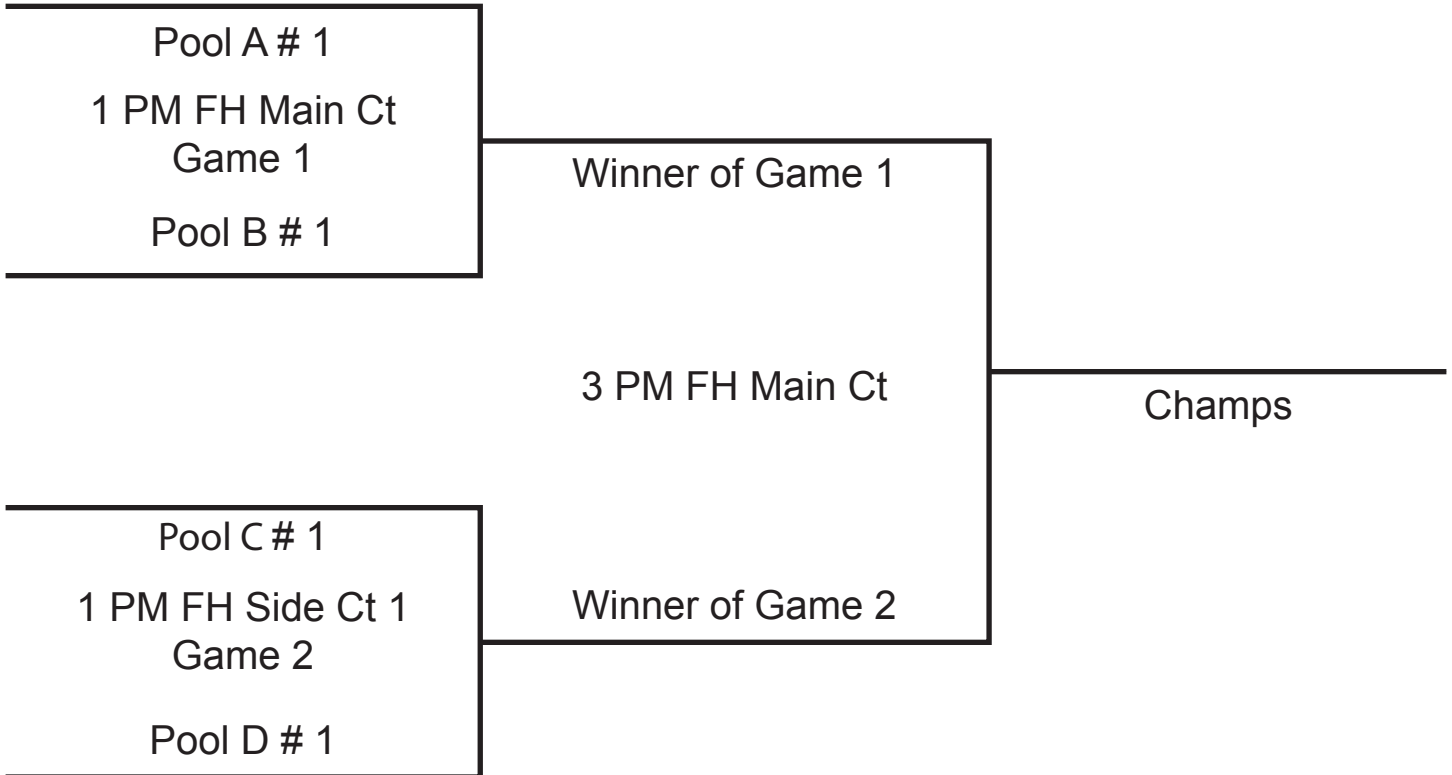 Pool A # 1
1 PM FH Main Ct
Game 1
Pool B # 1
Winner of Game 1
3 PM FH Main Ct
Champs
Pool C # 1
1 PM FH Side Ct 1
Game 2
Pool D # 1
Winner of Game 2